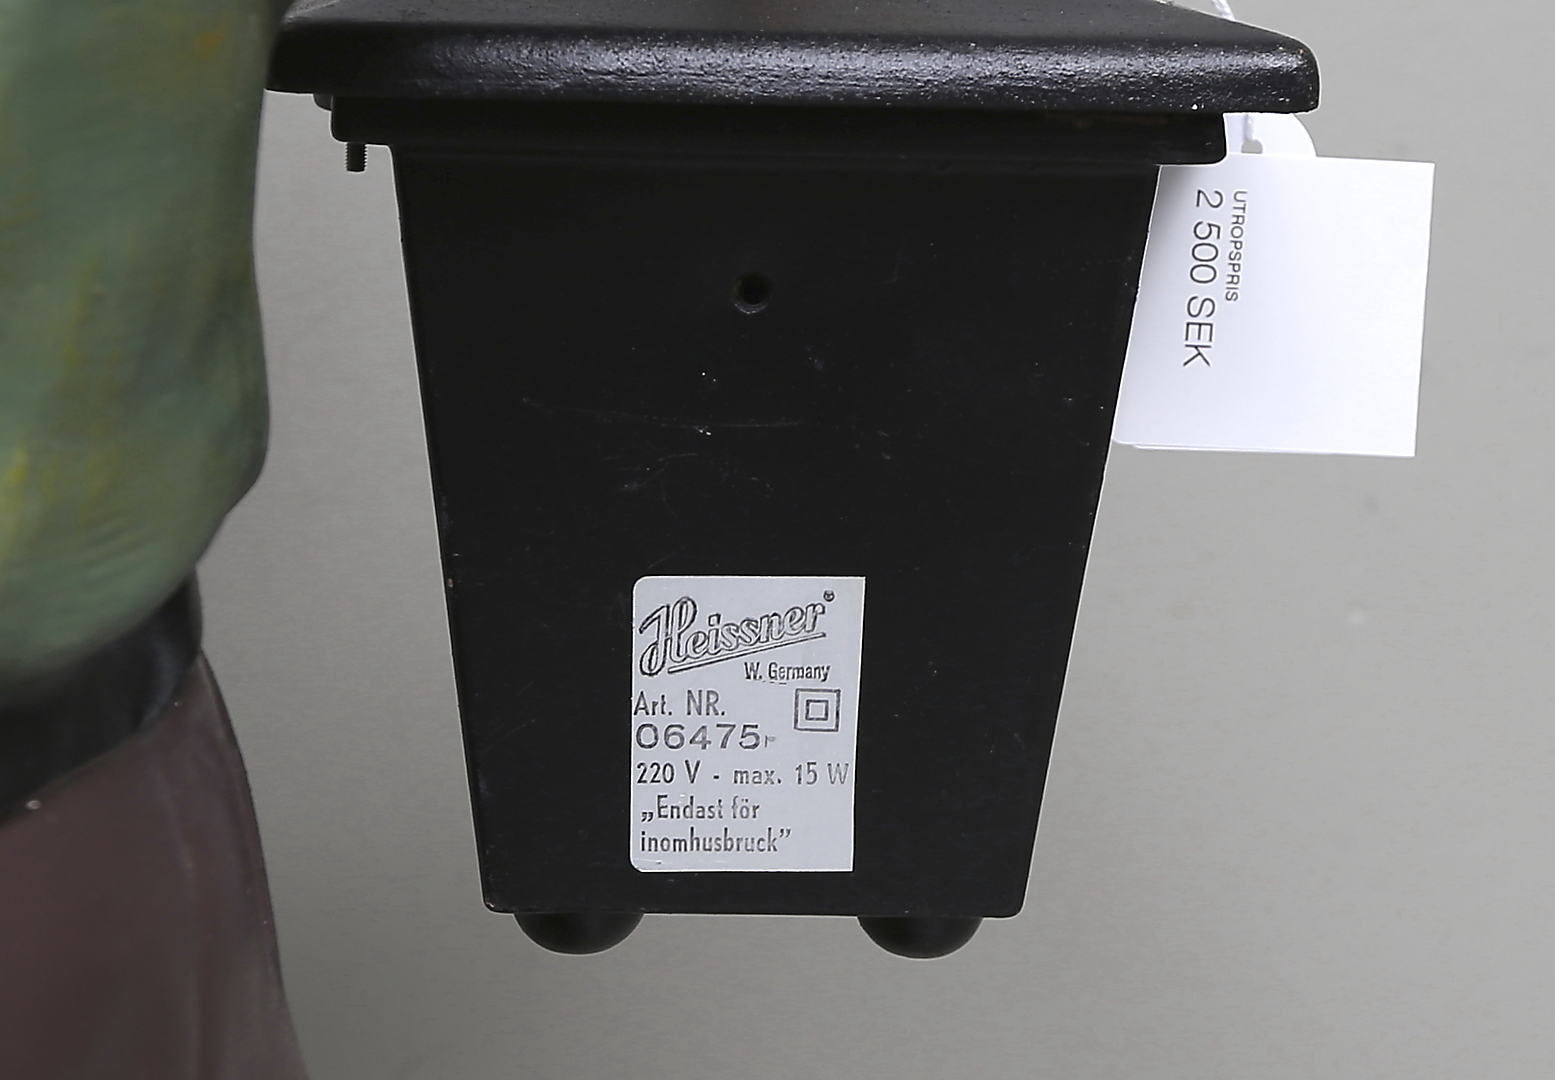 Heissner®
W. Germany
Art. NR.
06475
220 V - max. 15 W
„Endast för
inomhusbruck”
UTROPSPRIS
2 500 SEK